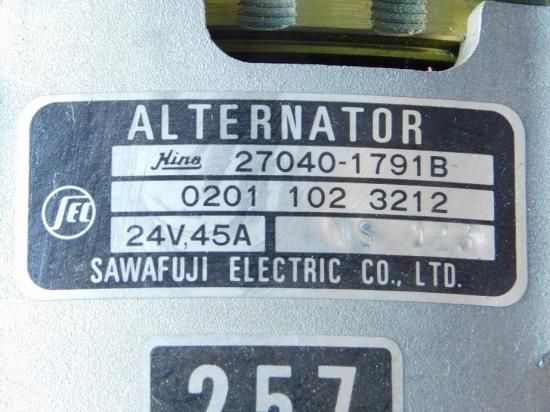 ALTERNATOR
Hino 27040-1791B
0201 102 3212
SEC
24V,45A
SAWAFUJI ELECTRIC CO., LTD.
257